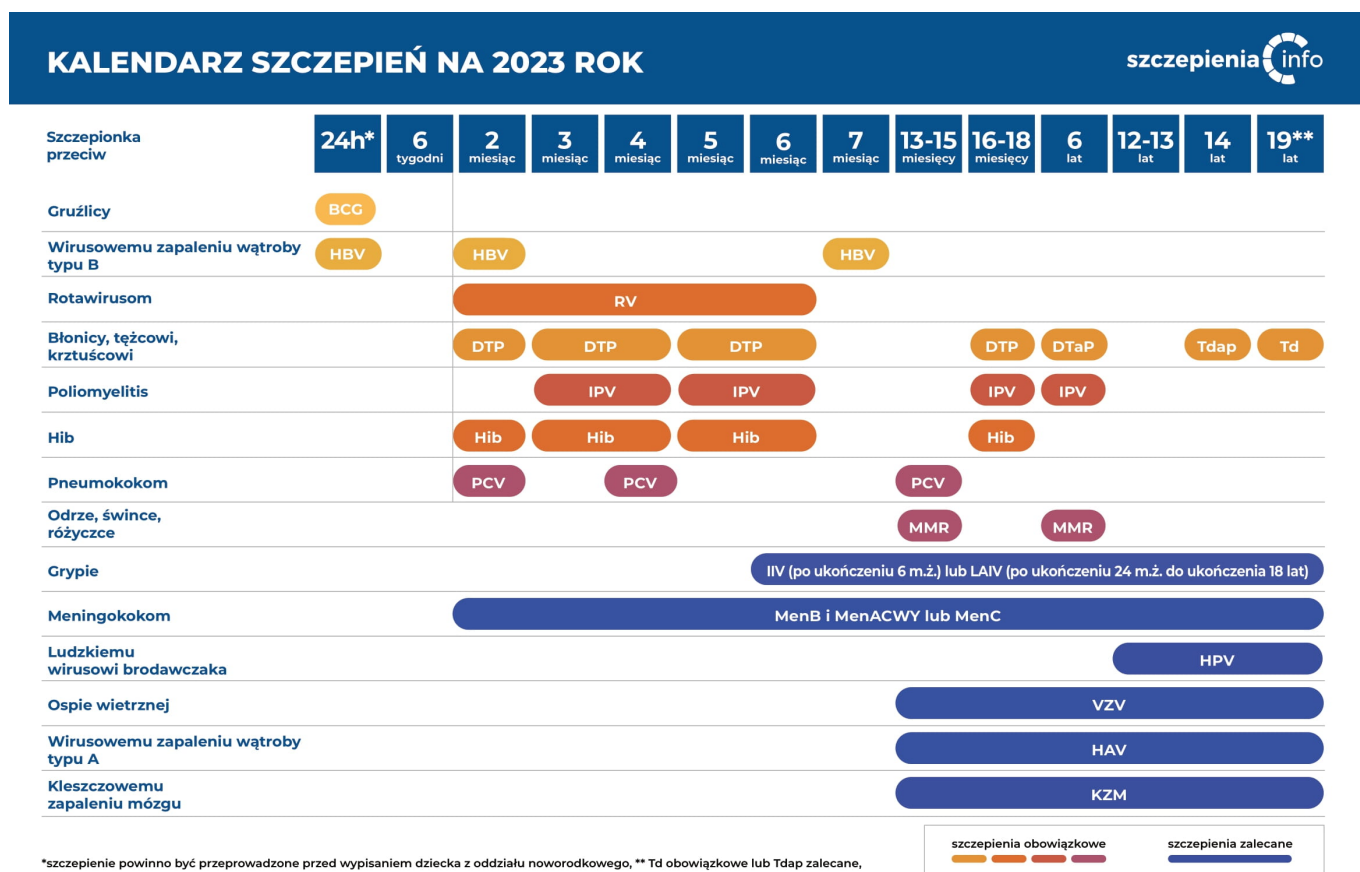 KALENDARZ SZCZEPIEŃ NA 2023 ROK
szczepienia info
Szczepionka
przeciw
24h*
6
tygodni
2
miesiąc
3
miesiąc
4
miesiąc
5
miesiąc
6
miesiąc
7
miesiąc
13-15
miesięcy
16-18
miesięcy
6
lat
12-13
lat
14
lat
19**
lat
Gruźlicy
BCG
Wirusowemu zapaleniu wątroby
typu B
HBV HBV HBV
Rotawirusom
RV
Błonicy, tężcowi,
krztuścowi
DTP DTP DTP DTP DTaP Tdap Td
Poliomyelitis
IPV IPV IPV IPV
Hib
Hib Hib Hib Hib
Pneumokokom
PCV PCV PCV
Odrze, śwince,
różyczce
MMR MMR
Grypie
IIV (po ukończeniu 6 m.ż.) lub LAIV (po ukończeniu 24 m.ż. do ukończenia 18 lat)
Meningokokom
MenB i MenACWY lub MenC
Ludzkiemu
wirusowi brodawczaka
HPV
Ospie wietrznej
VZV
Wirusowemu zapaleniu wątroby
typu A
HAV
Kleszczowemu
zapaleniu mózgu
KZM
*szczepienie powinno być przeprowadzone przed wypisaniem dziecka z oddziału noworodkowego, ** Td obowiązkowe lub Tdap zalecane,
szczepienia obowiązkowe
szczepienia zalecane